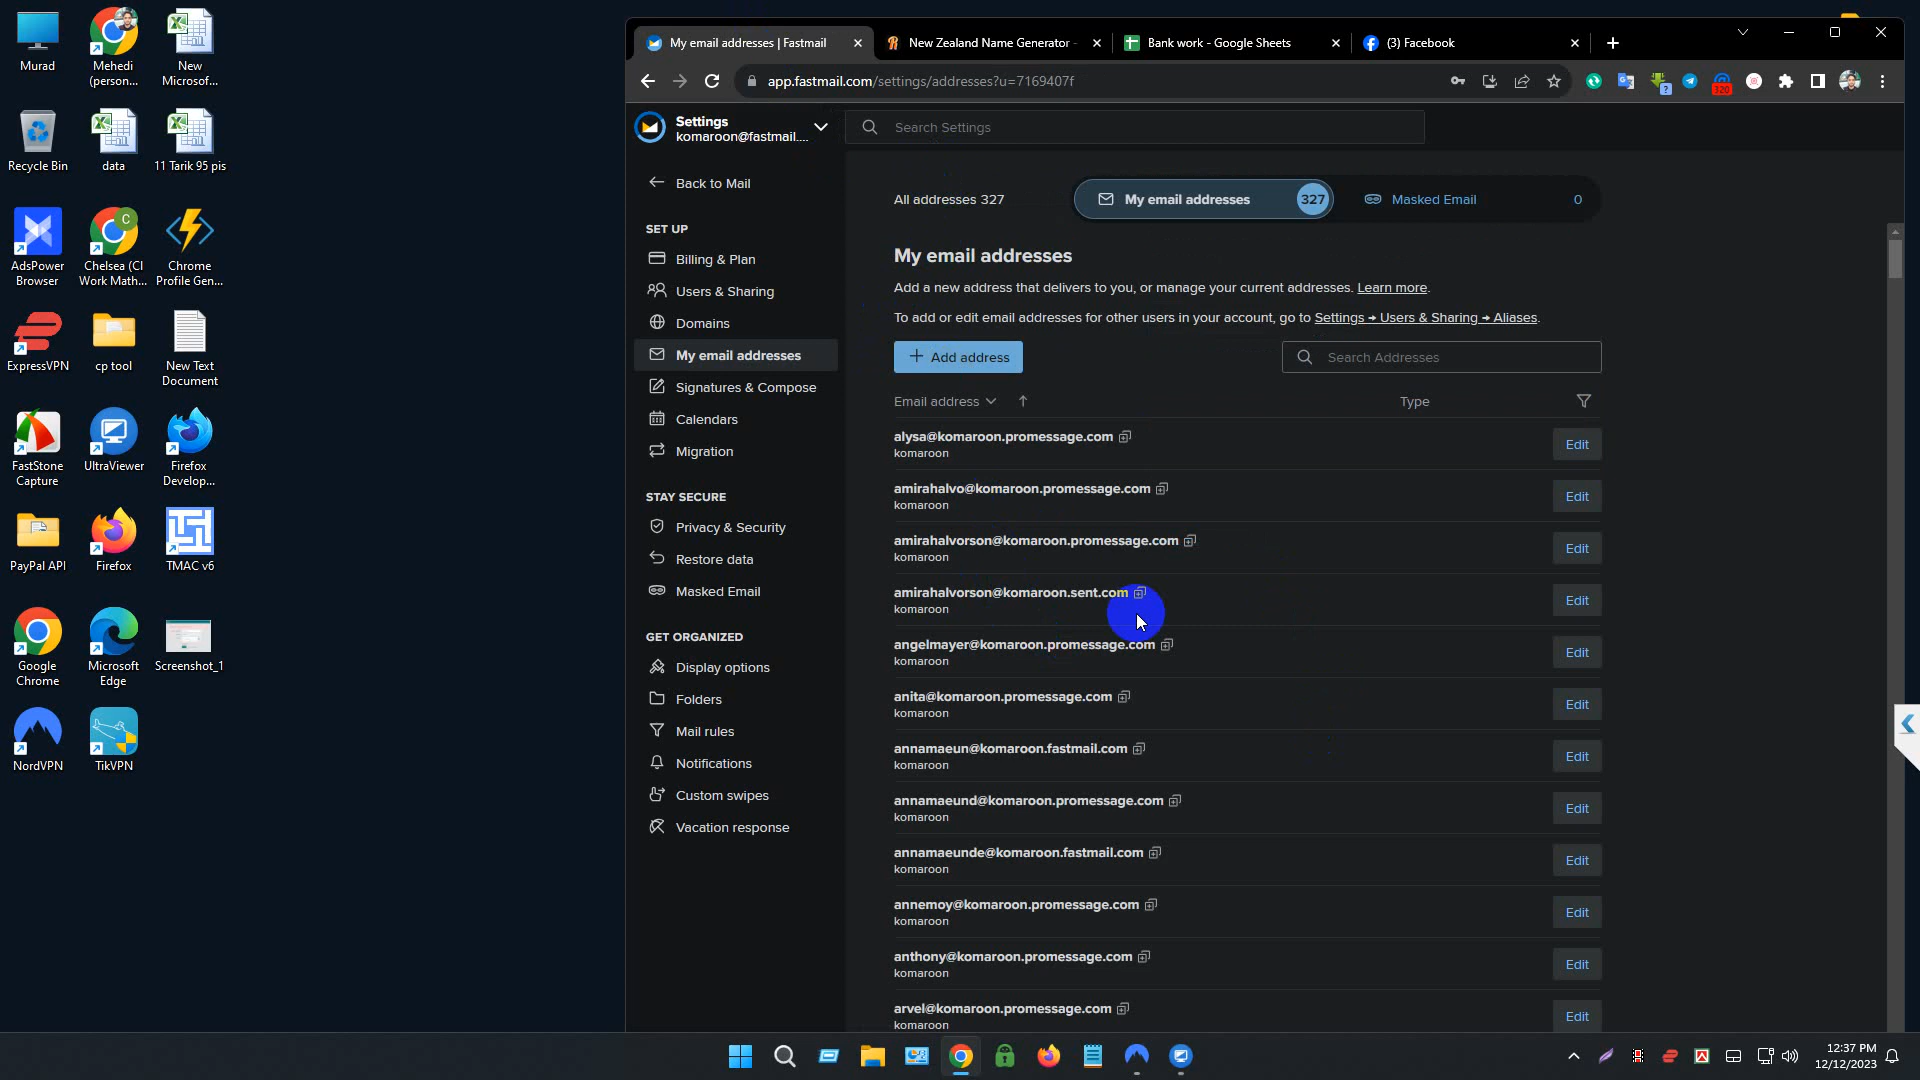 Murad
Mehedi
(person...
New
Microsof...
Recycle Bin
data
11 Tarik 95 pis
AdsPower
Browser
Chelsea (Cl
Work Math...
Chrome
Profile Gen...
ExpressVPN
cp tool
New Text
Document
FastStone
Capture
UltraViewer
Firefox
Develop...
PayPal API
Firefox
TMAC v6
Google
Chrome
Microsoft
Edge
Screenshot_1
NordVPN
TikVPN
My email addresses | Fastmail
New Zealand Name Generator -
Bank work - Google Sheets
(3) Facebook
app.fastmail.com/settings/addresses?u=7169407f
320
Settings
komaroon@fastmail....
Search Settings
Back to Mail
SET UP
Billing & Plan
Users & Sharing
Domains
My email addresses
Signatures & Compose
Calendars
Migration
STAY SECURE
Privacy & Security
Restore data
Masked Email
GET ORGANIZED
Display options
Folders
Mail rules
Notifications
Custom swipes
Vacation response
All addresses 327
My email addresses 327
Masked Email 0
My email addresses
Add a new address that delivers to you, or manage your current addresses. Learn more.
To add or edit email addresses for other users in your account, go to Settings → Users & Sharing → Aliases.
Add address
Search Addresses
Email address
Type
alysa@komaroon.promessage.com
komaroon
Edit
amirahalvo@komaroon.promessage.com
komaroon
Edit
amirahalvorson@komaroon.promessage.com
komaroon
Edit
amirahalvorson@komaroon.sent.com
komaroon
Edit
angelmayer@komaroon.promessage.com
komaroon
Edit
anita@komaroon.promessage.com
komaroon
Edit
annamaeun@komaroon.fastmail.com
komaroon
Edit
annamaeund@komaroon.promessage.com
komaroon
Edit
annamaeunde@komaroon.fastmail.com
komaroon
Edit
annemoy@komaroon.promessage.com
komaroon
Edit
anthony@komaroon.promessage.com
komaroon
Edit
arvel@komaroon.promessage.com
komaroon
Edit
12:37 PM
12/12/2023